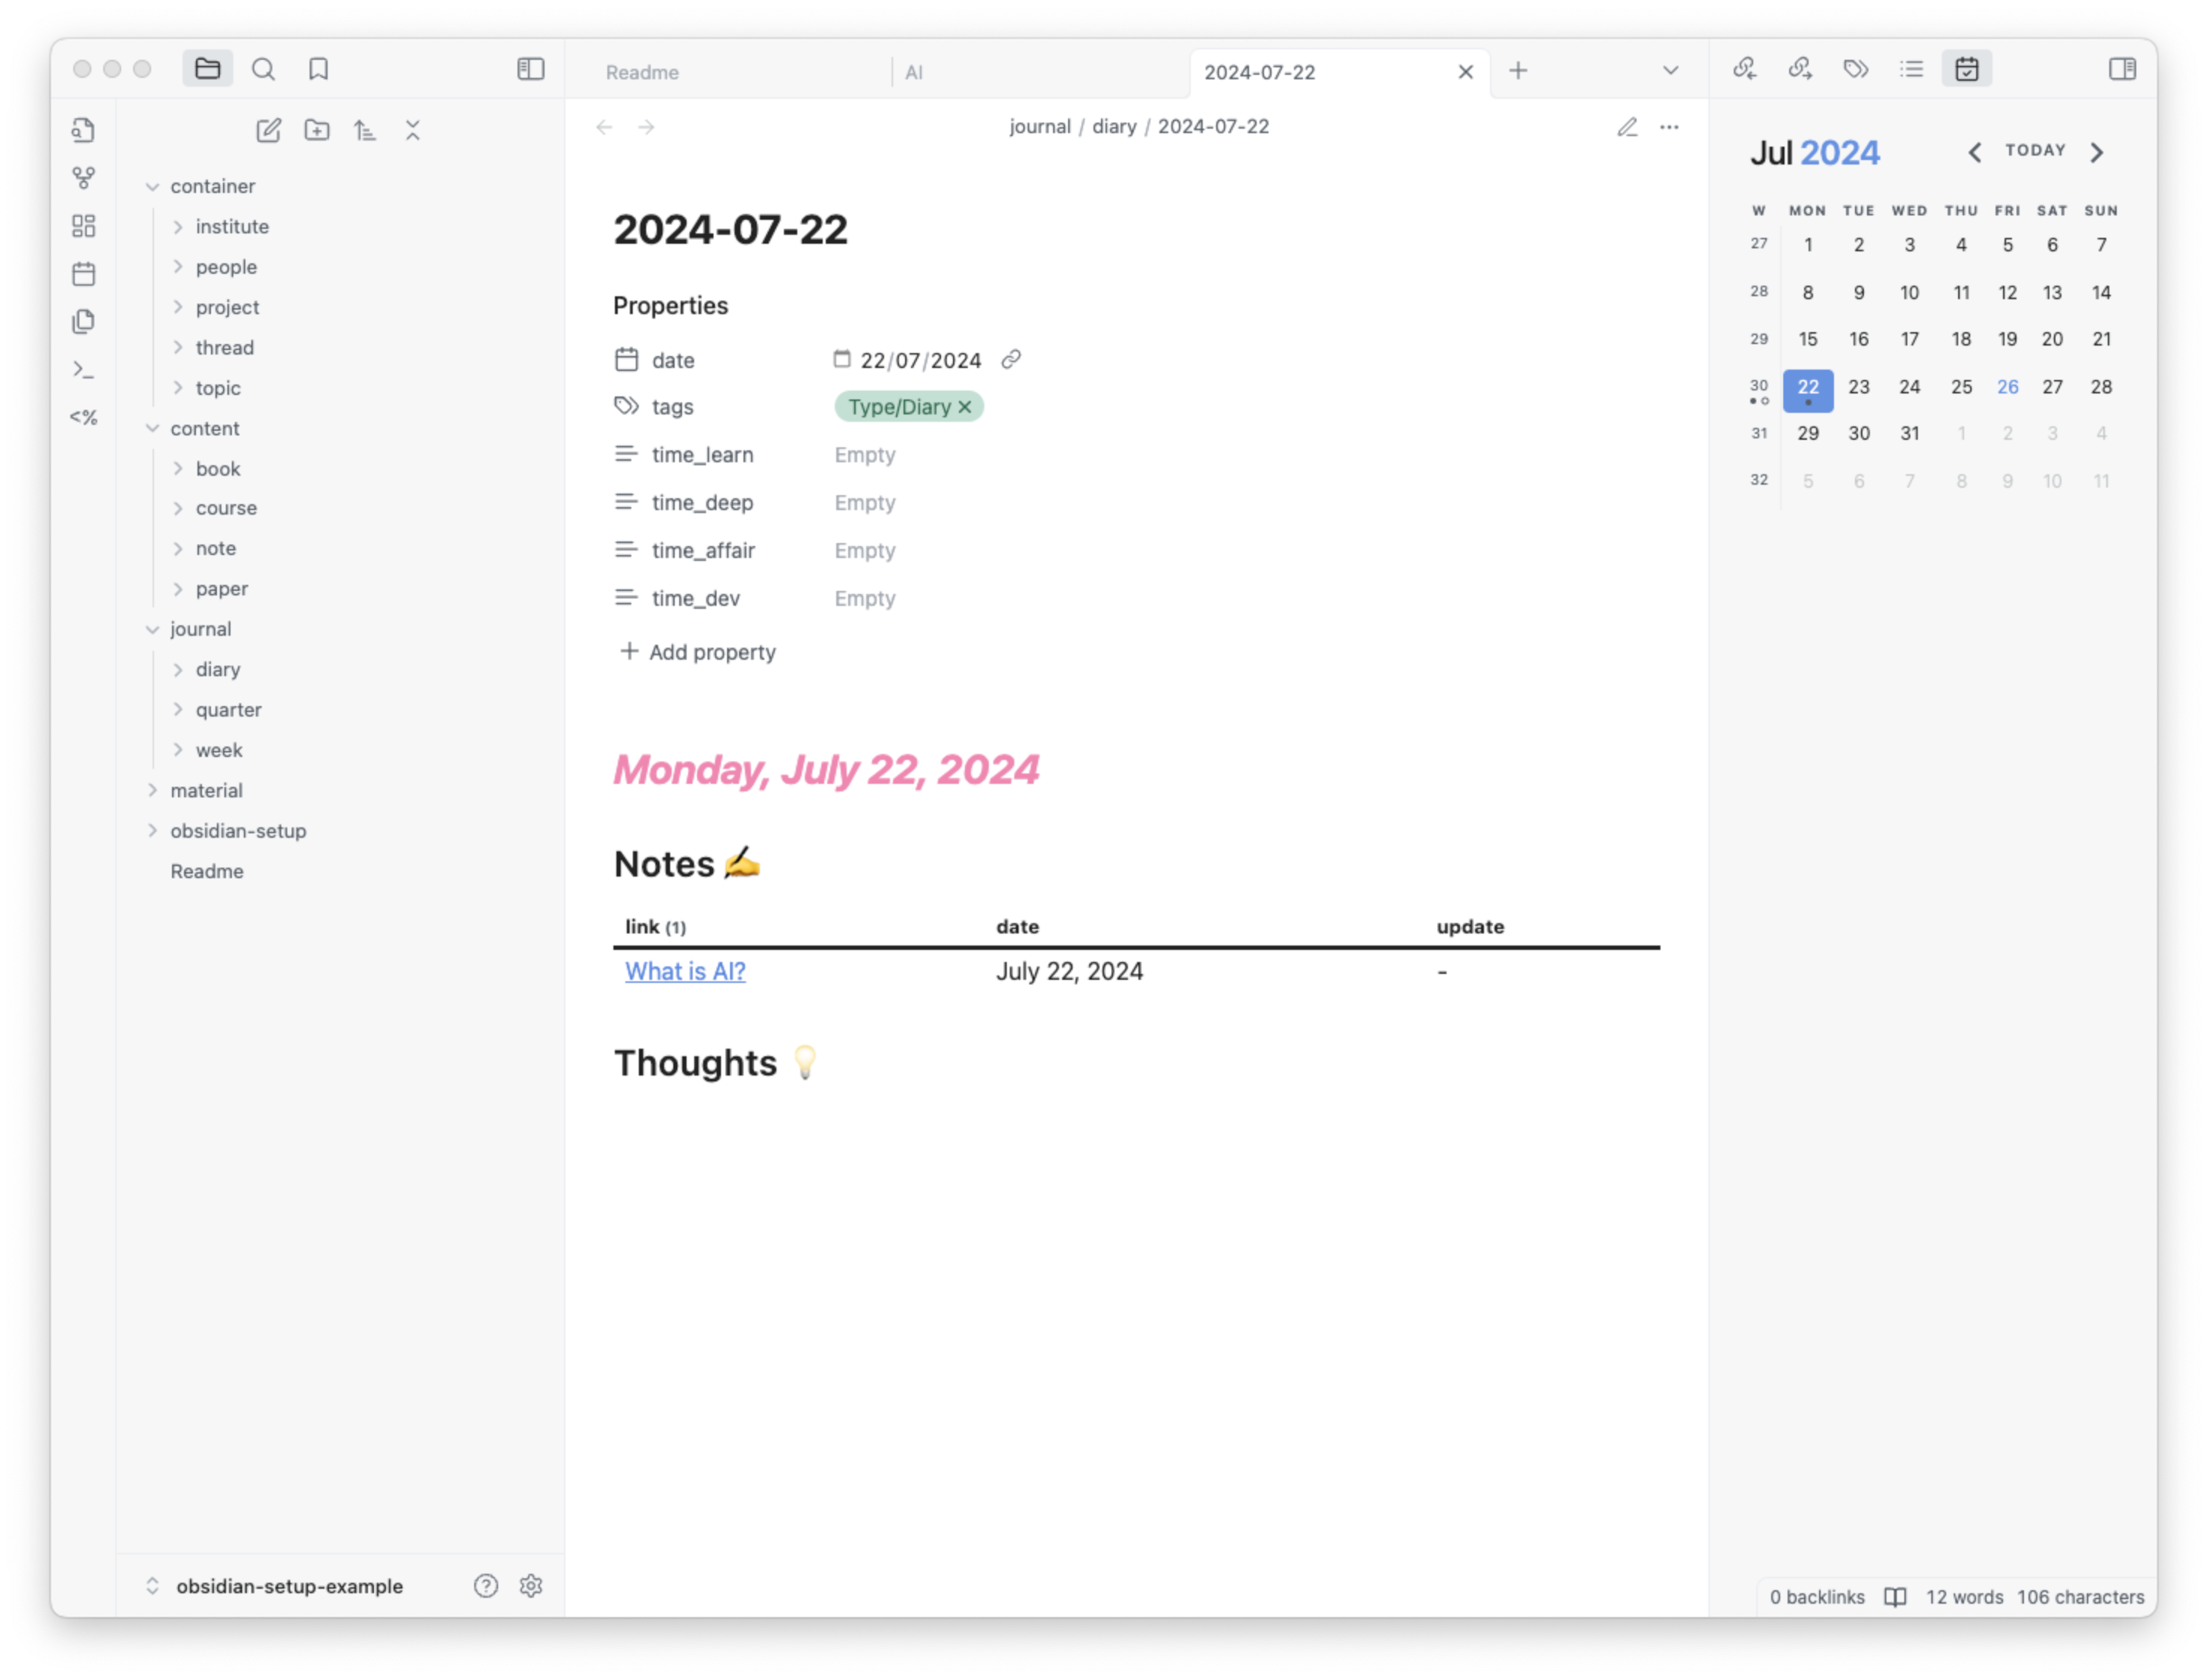 Readme
AI
2024-07-22
journal / diary / 2024-07-22
container
institute
people
project
thread
topic
content
book
course
note
paper
journal
diary
quarter
week
material
obsidian-setup
Readme
obsidian-setup-example
<%
2024-07-22
Properties
date 22/07/2024
tags Type/Diary
time_learn Empty
time_deep Empty
time_affair Empty
time_dev Empty
Add property
Monday, July 22, 2024
Notes ✍️
link (1) date update
What is AI? July 22, 2024 -
Thoughts 💡
Jul 2024 TODAY
W MON TUE WED THU FRI SAT SUN
27 1 2 3 4 5 6 7
28 8 9 10 11 12 13 14
29 15 16 17 18 19 20 21
30 22 23 24 25 26 27 28
31 29 30 31 1 2 3 4
32 5 6 7 8 9 10 11
0 backlinks 12 words 106 characters